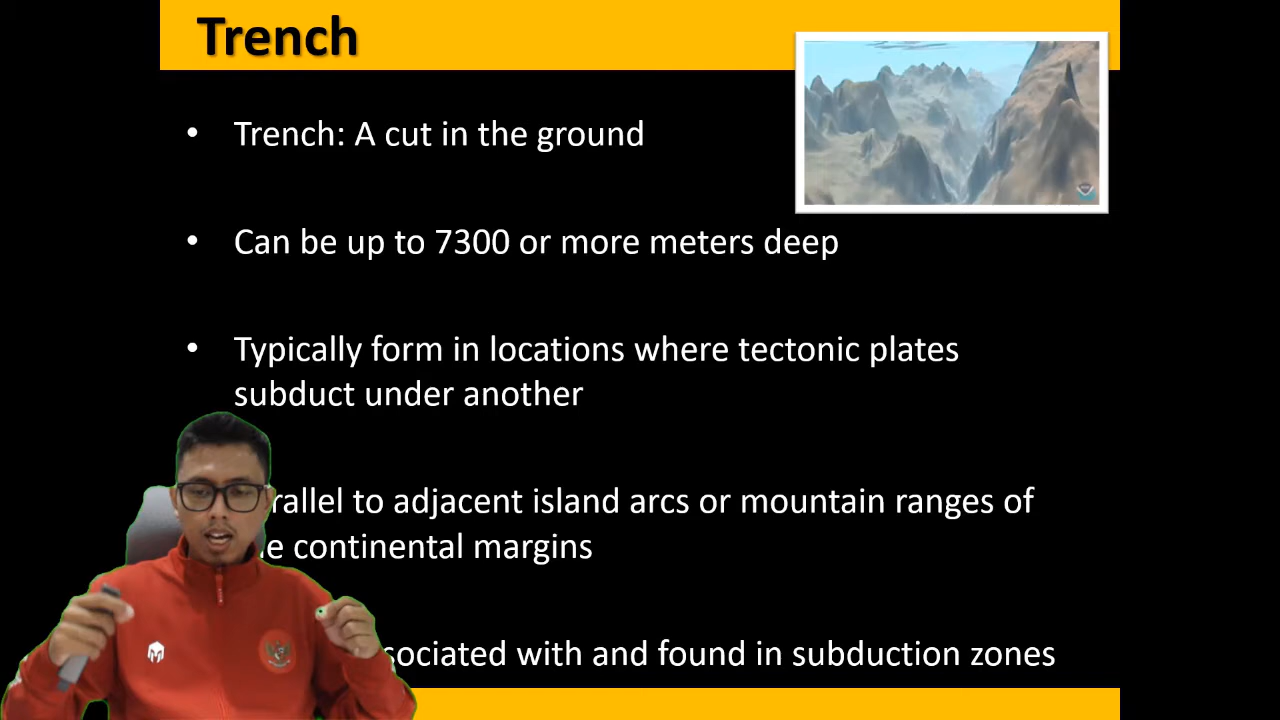 Trench
• Trench: A cut in the ground
• Can be up to 7300 or more meters deep
• Typically form in locations where tectonic plates
subduct under another
to adjacent island arcs or mountain ranges of
continental margins
with and found in subduction zones